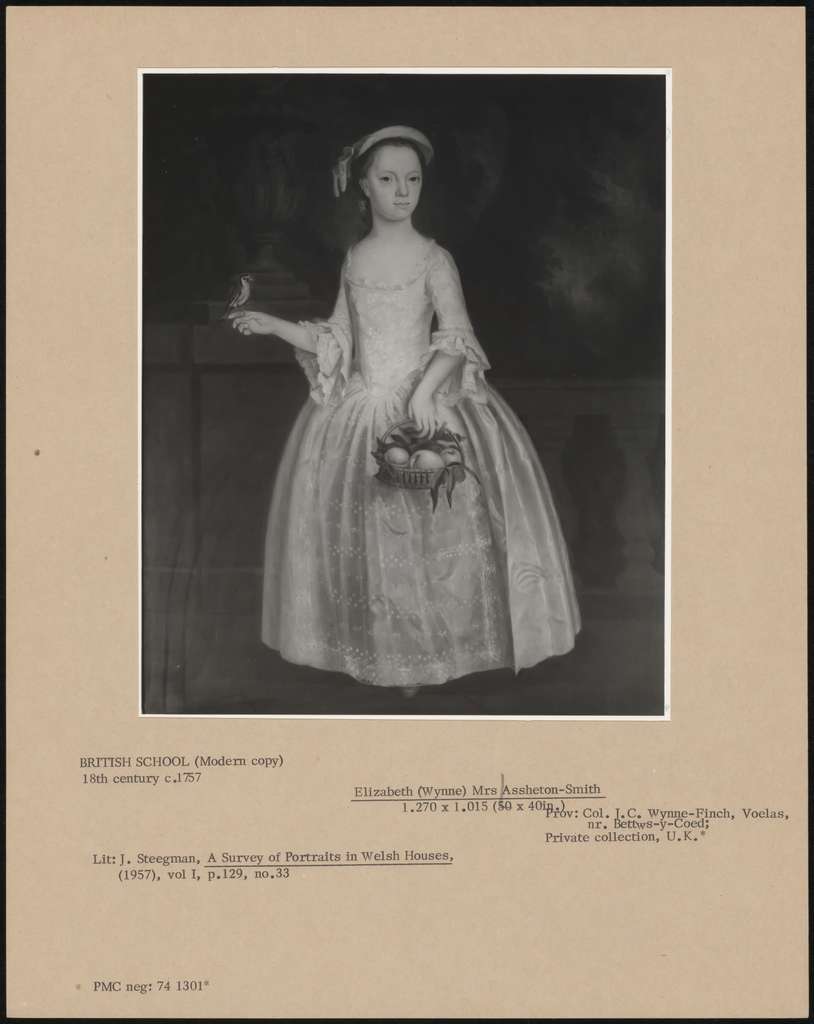 BRITISH SCHOOL (Modern copy)
18th century c.1757
Elizabeth (Wynne) Mrs Assheton-Smith
1.270 x 1.015 (50 x 40in.)
Prov: Col. J.C. Wynne-Finch, Voelas,
nr. Bettws-y-Coed;
Private collection, U.K.*
Lit: J. Steegman, A Survey of Portraits in Welsh Houses,
(1957), vol I, p.129, no.33
PMC neg: 74 1301*